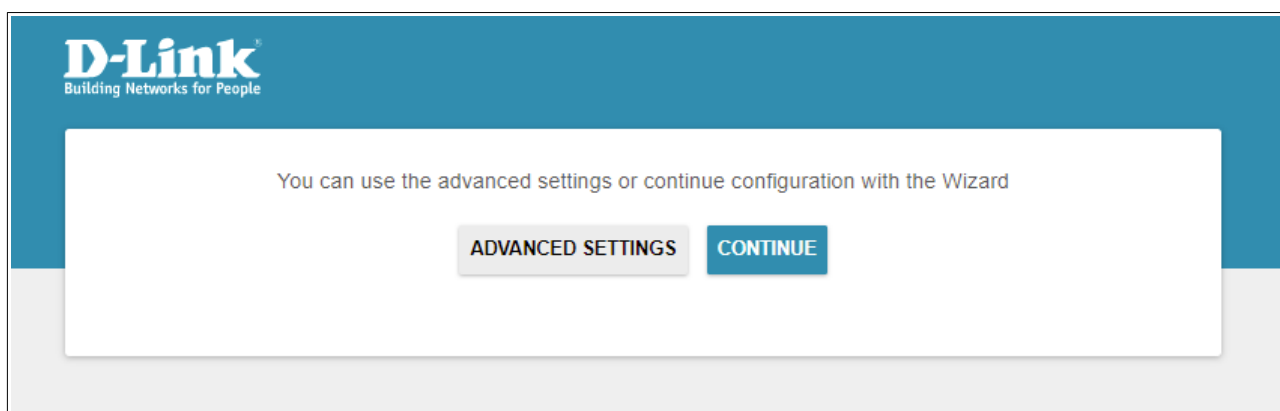 D-Link®
Building Networks for People
You can use the advanced settings or continue configuration with the Wizard
ADVANCED SETTINGS
CONTINUE